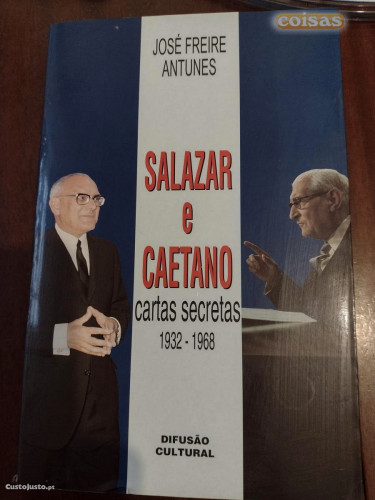 coisas
JOSÉ FREIRE
ANTUNES
SALAZAR
e
CAETANO
cartas secretas
1932 - 1968
DIFUSÃO
CULTURAL
CustoJusto.pt